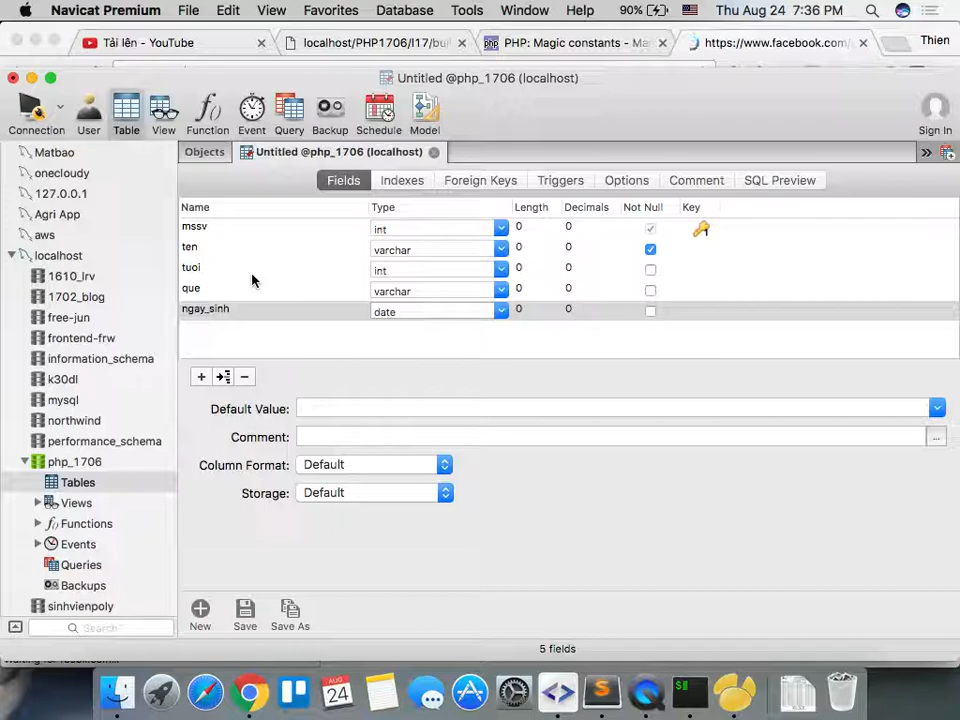 Navicat Premium File Edit View Favorites Database Tools Window Help 90% Thu Aug 24 7:36 PM
Tải lên - YouTube localhost/PHP1706/l17/bu PHP: Magic constants - Ma https://www.facebook.com/ Thien
Untitled @php_1706 (localhost)
Connection User Table View Function Event Query Backup Schedule Model Sign In
Objects Untitled @php_1706 (localhost)
Fields Indexes Foreign Keys Triggers Options Comment SQL Preview
Name Type Length Decimals Not Null Key
mssv int 0 0
ten varchar 0 0
tuoi int 0 0
que varchar 0 0
ngay_sinh date 0 0
Default Value:
Comment: ...
Column Format: Default
Storage: Default
New Save Save As
5 fields
Matbao
onecloudy
127.0.0.1
Agri App
aws
localhost
1610_lrv
1702_blog
free-jun
frontend-frw
information_schema
k30dl
mysql
northwind
performance_schema
php_1706
Tables
Views
Functions
Events
Queries
Backups
sinhvienpoly
Search
AUG
24